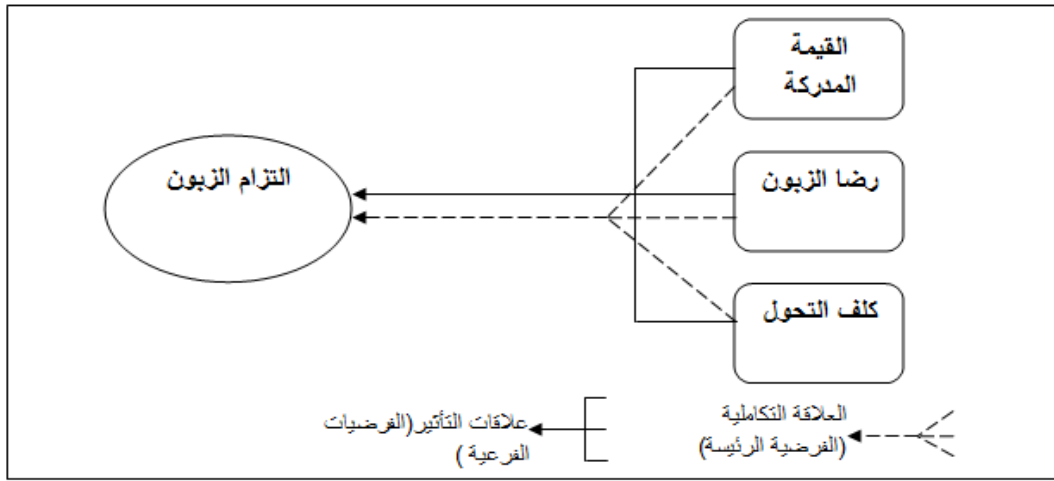 القيمة
المدركة
رضا الزبون
التزام الزبون
كلف التحول
العلاقة التكاملية
(الفرضية الرئيسة)
علاقات التأثير(الفرضيات
الفرعية )